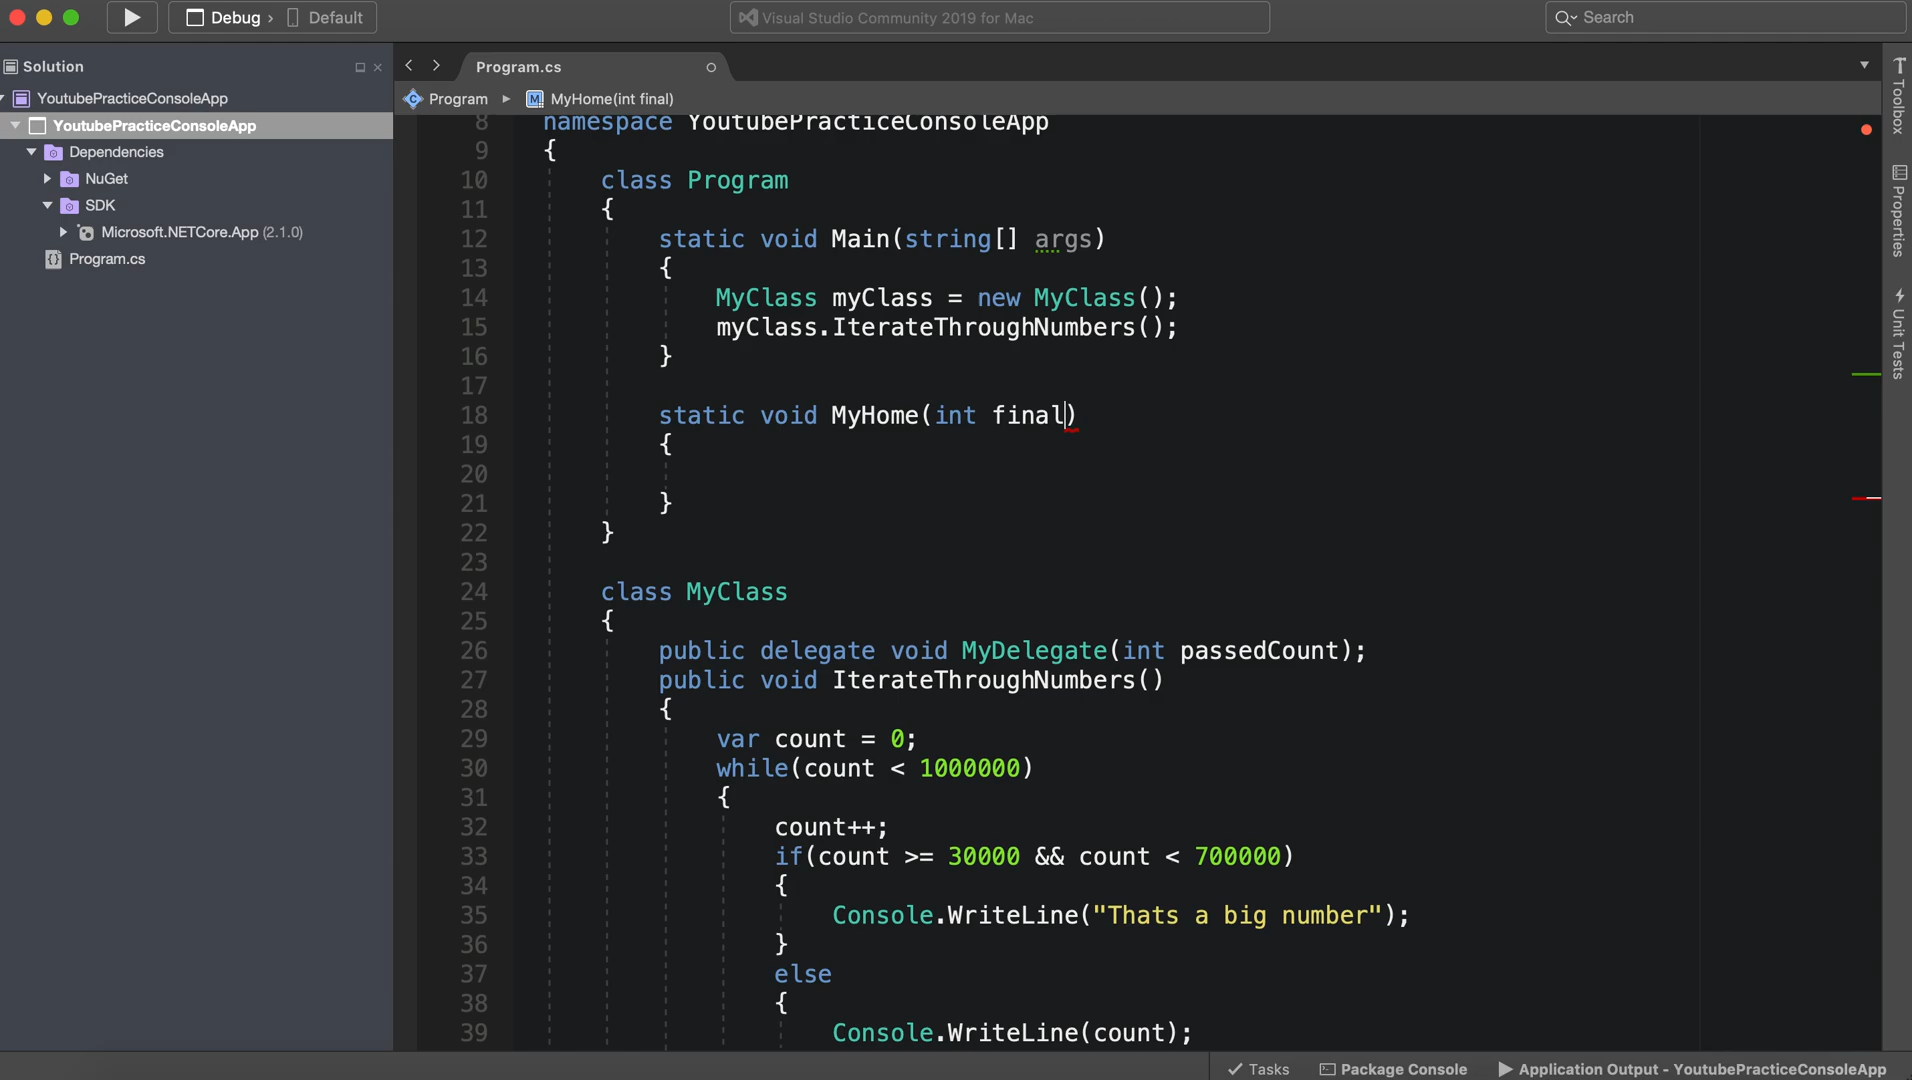 Debug › Default
Visual Studio Community 2019 for Mac
Search
Solution
YoutubePracticeConsoleApp
YoutubePracticeConsoleApp
Dependencies
NuGet
SDK
Microsoft.NETCore.App (2.1.0)
Program.cs
Program.cs
Program MyHome(int final)
8 namespace YoutubePracticeConsoleApp
9 {
10 class Program
11 {
12 static void Main(string[] args)
13 {
14 MyClass myClass = new MyClass();
15 myClass.IterateThroughNumbers();
16 }
17
18 static void MyHome(int final)
19 {
20
21 }
22 }
23
24 class MyClass
25 {
26 public delegate void MyDelegate(int passedCount);
27 public void IterateThroughNumbers()
28 {
29 var count = 0;
30 while(count < 1000000)
31 {
32 count++;
33 if(count >= 30000 && count < 700000)
34 {
35 Console.WriteLine("Thats a big number");
36 }
37 else
38 {
39 Console.WriteLine(count);
Toolbox
Properties
Unit Tests
Tasks
Package Console
Application Output - YoutubePracticeConsoleApp